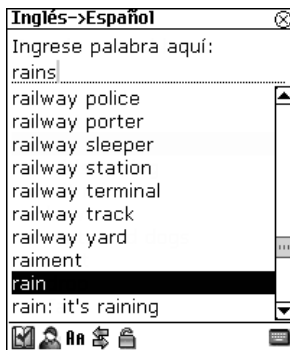 Inglés->Español
Ingrese palabra aquí:
rains
railway police
railway porter
railway sleeper
railway station
railway terminal
railway track
railway yard
raiment
rain
rain: it's raining
AA